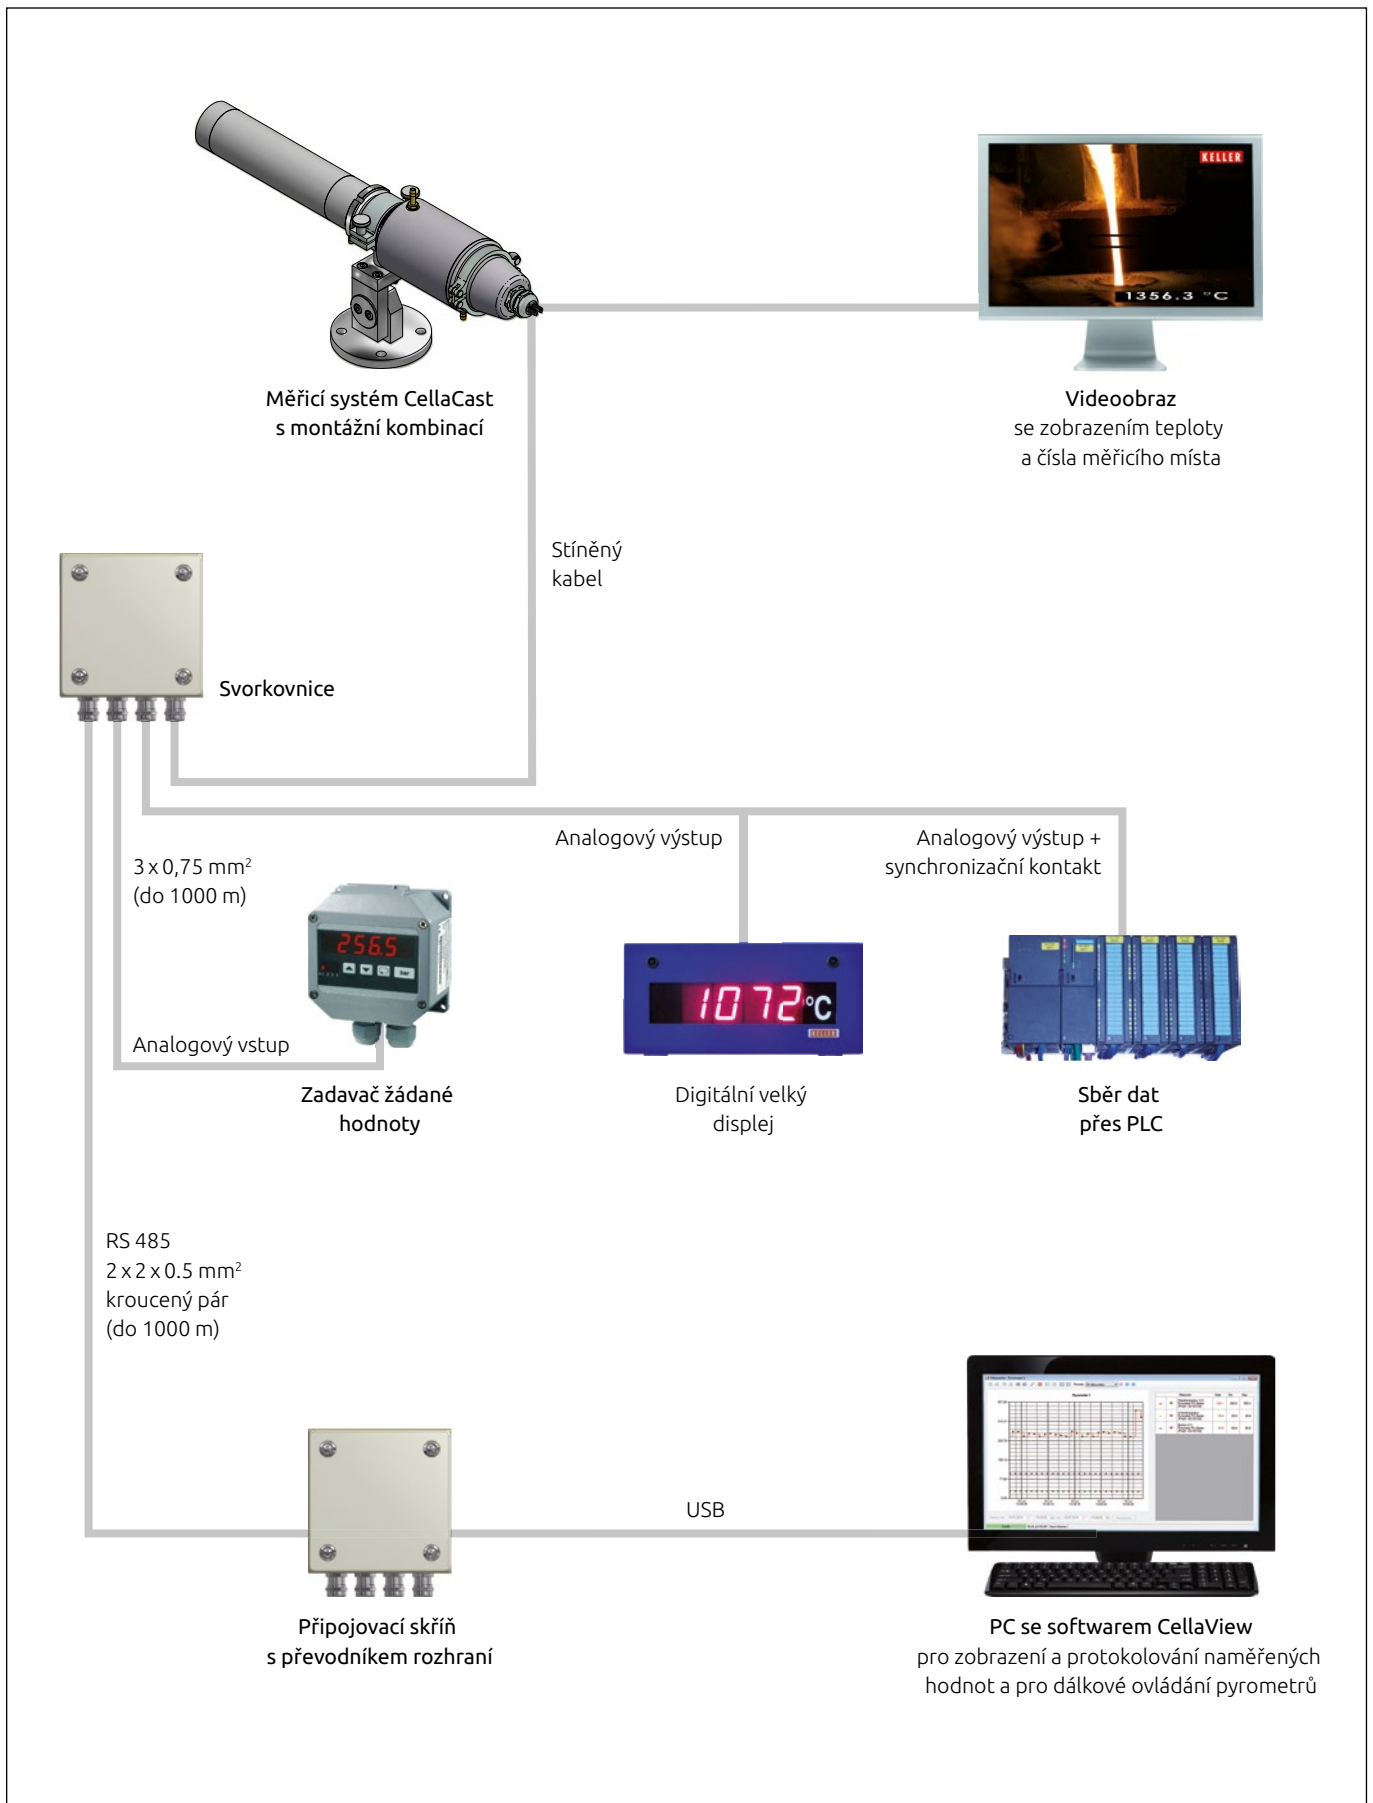 KELLER
1356.3 °C
Měřicí systém CellaCast
s montážní kombinací
Videoobraz
se zobrazením teploty
a čísla měřicího místa
Stíněný
kabel
Svorkovnice
Analogový výstup
Analogový výstup +
synchronizační kontakt
3 x 0,75 mm²
(do 1000 m)
256.5
bar
1072 °C
KELLER
Analogový vstup
Zadavač žádané
hodnoty
Digitální velký
displej
Sběr dat
přes PLC
RS 485
2 x 2 x 0.5 mm²
kroucený pár
(do 1000 m)
USB
Připojovací skříň
s převodníkem rozhraní
PC se softwarem CellaView
pro zobrazení a protokolování naměřených
hodnot a pro dálkové ovládání pyrometrů